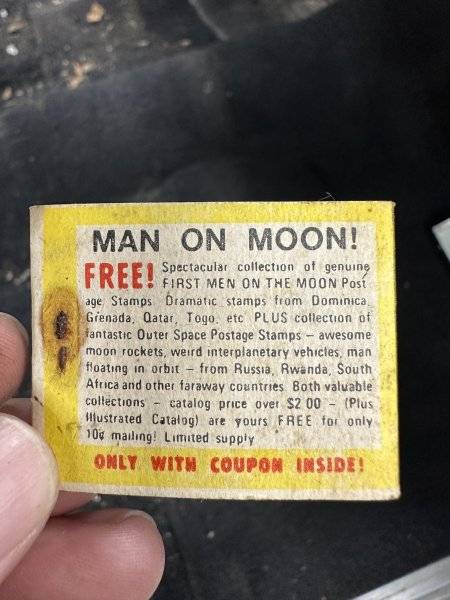 MAN ON MOON!
FREE! Spectacular collection of genuine
FIRST MEN ON THE MOON Post
age Stamps. Dramatic stamps from Dominica,
Grenada, Qatar, Togo, etc PLUS collection of
fantastic Outer Space Postage Stamps – awesome
moon rockets, weird interplanetary vehicles, man
floating in orbit – from Russia, Rwanda, South
Africa and other faraway countries. Both valuable
collections – catalog price over $2.00 – (Plus
Illustrated Catalog) are yours FREE for only
10¢ mailing! Limited supply
ONLY WITH COUPON INSIDE!